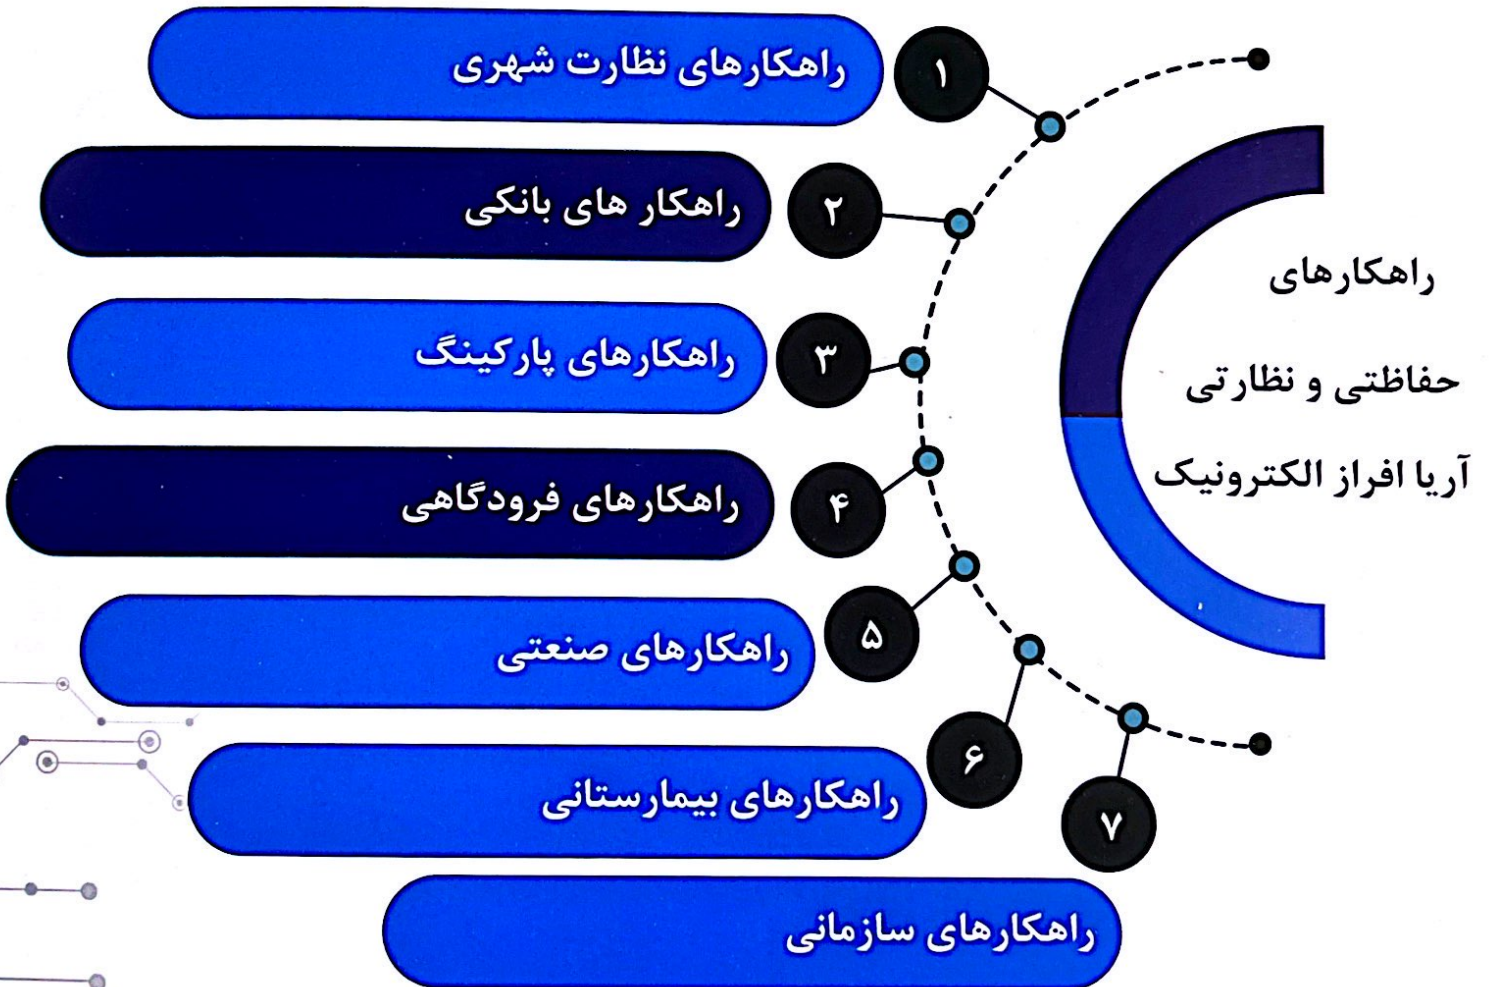 راهکارهای
حفاظتی و نظارتی
آریا افراز الکترونیک
۱ راهکارهای نظارت شهری
۲ راهکار های بانکی
۳ راهکارهای پارکینگ
۴ راهکارهای فرودگاهی
۵ راهکارهای صنعتی
۶ راهکارهای بیمارستانی
۷ راهکارهای سازمانی